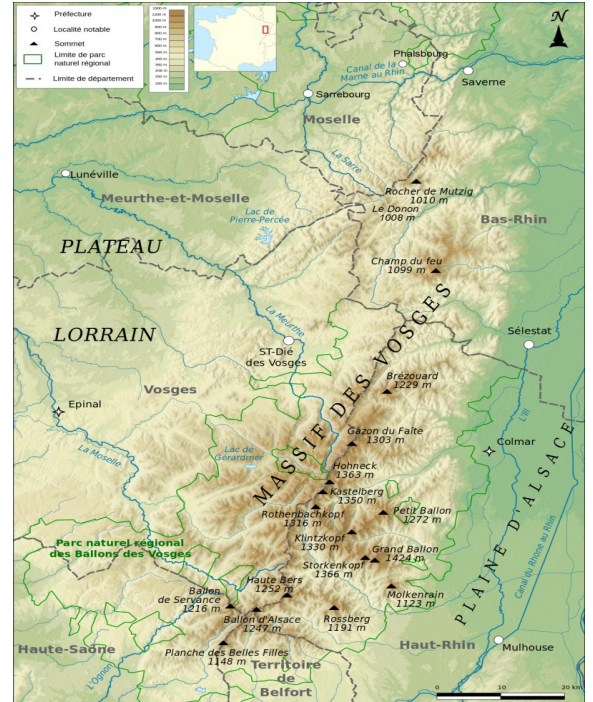 Préfecture
Localité notable
Sommet
Limite de parc
naturel régional
Limite de département
N
Phalsbourg
Canal de la
Marne au Rhin
Saverne
Sarrebourg
Moselle
La Sarre
Lunéville
Rocher de Mutzig
1010 m
Meurthe-et-Moselle
Le Donon
1008 m
Lac de
Pierre-Percée
Bas-Rhin
PLATEAU
LORRAIN
Champ du feu
1099 m
La Meurthe
MASSIF DES VOSGES
Sélestat
ST-Dié
des Vosges
Brézouard
1229 m
Vosges
Epinal
L'Ill
Gazon du Faîte
1303 m
Colmar
La Moselle
Lac de
Gérardmer
Hohneck
1363 m
Kastelberg
1350 m
PLAINE D'ALSACE
Rothenbachkopf
1316 m
Petit Ballon
1272 m
Klintzkopf
1330 m
Parc naturel régional
des Ballons des Vosges
Grand Ballon
1424 m
Storkenkopf
1366 m
Canal du Rhone au Rhin
Haute Bers
1252 m
Ballon
de Servance
1216 m
Molkenrain
1123 m
Ballon d'Alsace
1247 m
Rossberg
1191 m
Haute-Saône
Planche des Belles Filles
1148 m
Haut-Rhin
Mulhouse
Territoire
de
Belfort
L'Ognon
0 10 20 km